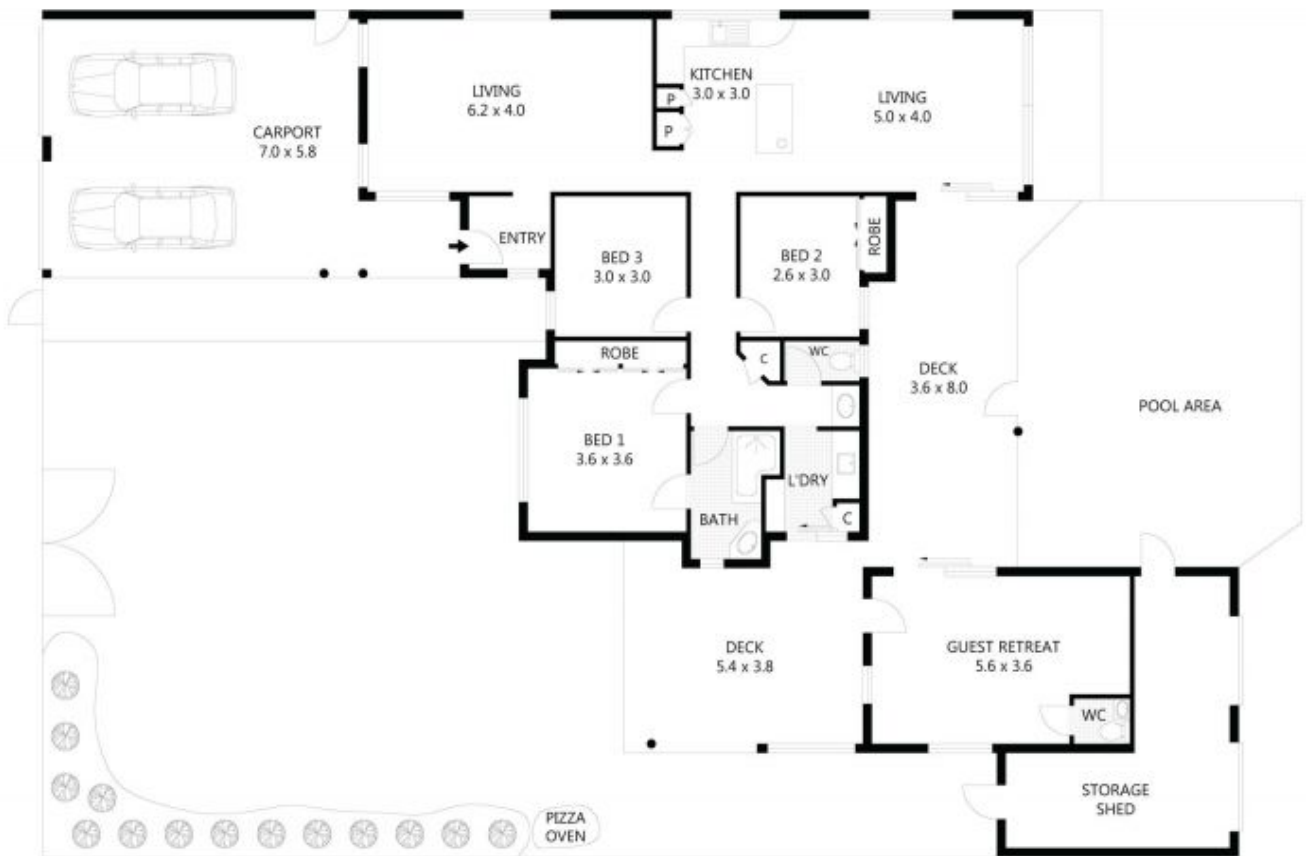 CARPORT
7.0 x 5.8
LIVING
6.2 x 4.0
KITCHEN
3.0 x 3.0
P
P
LIVING
5.0 x 4.0
ENTRY
BED 3
3.0 x 3.0
BED 2
2.6 x 3.0
ROBE
ROBE
C
WC
DECK
3.6 x 8.0
POOL AREA
BED 1
3.6 x 3.6
BATH
L'DRY
C
DECK
5.4 x 3.8
GUEST RETREAT
5.6 x 3.6
WC
STORAGE
SHED
PIZZA
OVEN